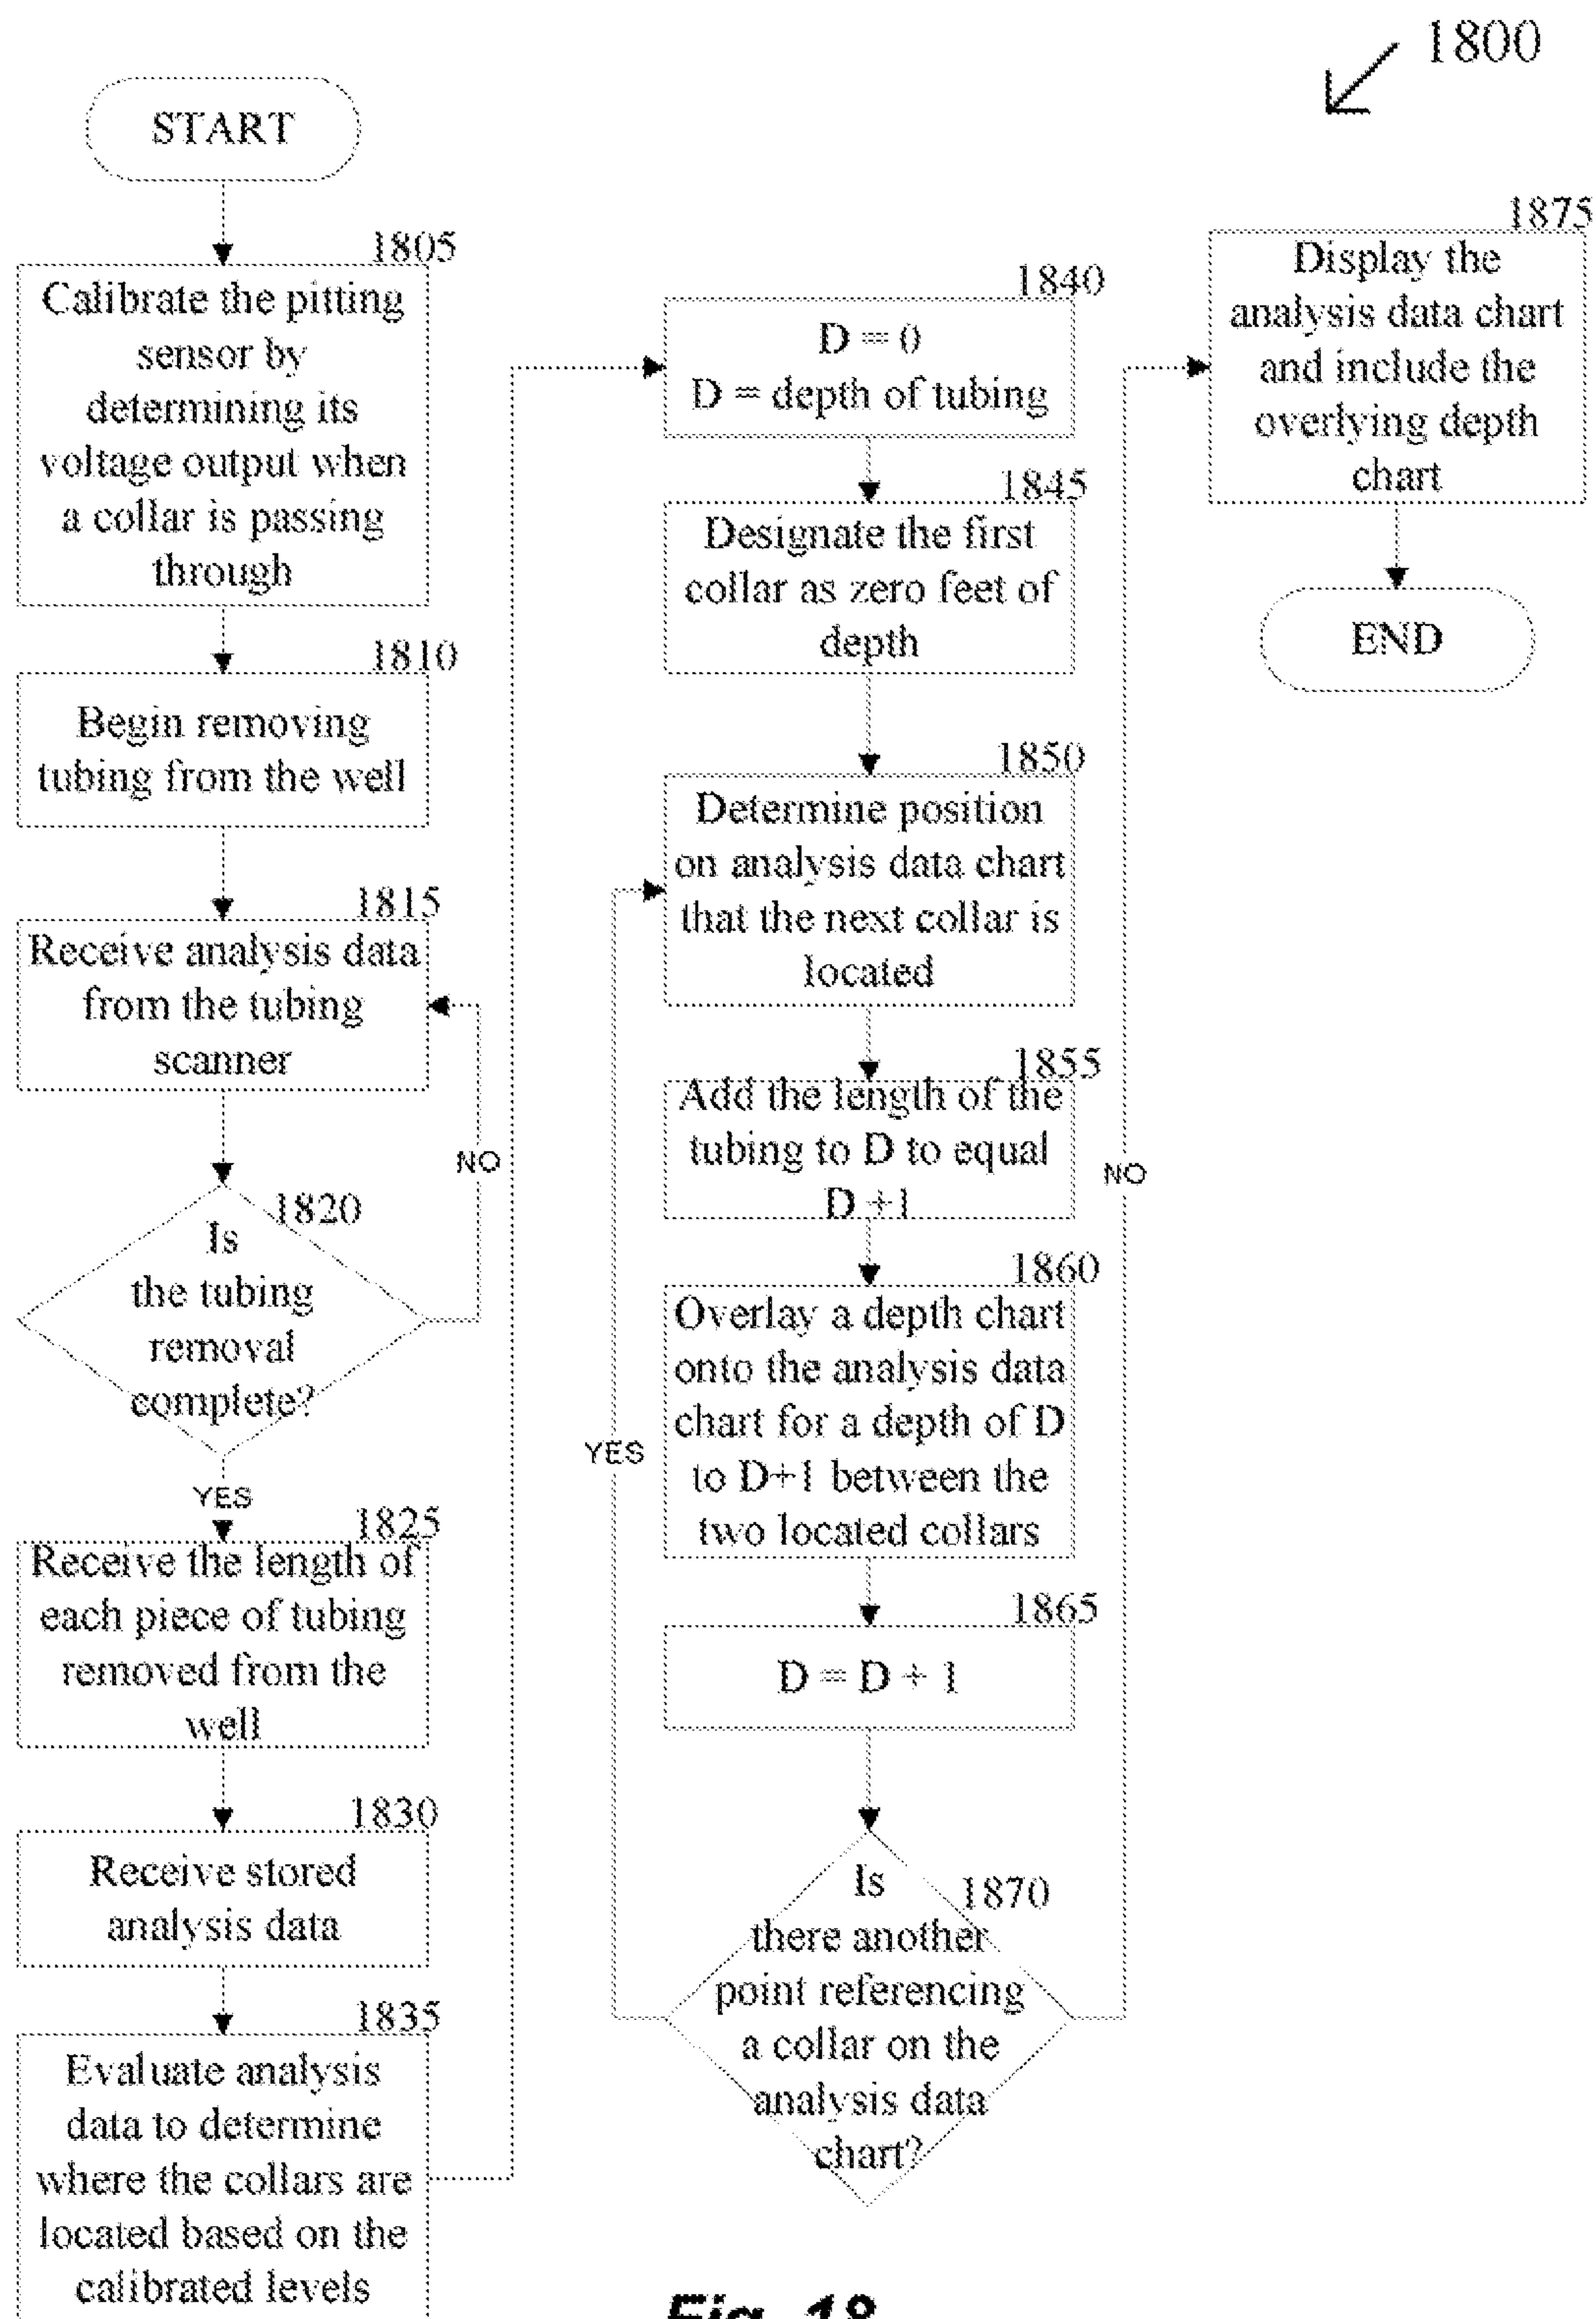 1800
START
1805
Calibrate the pitting
sensor by
determining its
voltage output when
a collar is passing
through
1810
Begin removing
tubing from the well
1815
Receive analysis data
from the tubing
scanner
NO
1820
Is
the tubing
removal
complete?
YES
1825
Receive the length of
each piece of tubing
removed from the
well
1830
Receive stored
analysis data
1835
Evaluate analysis
data to determine
where the collars are
located based on the
calibrated levels
1840
D = 0
D = depth of tubing
1845
Designate the first
collar as zero feet of
depth
1850
Determine position
on analysis data chart
that the next collar is
located
1855
Add the length of the
tubing to D to equal
D +1
1860
Overlay a depth chart
onto the analysis data
chart for a depth of D
to D+1 between the
two located collars
1865
D = D + 1
YES
1870
Is
there another
point referencing
a collar on the
analysis data
chart?
NO
1875
Display the
analysis data chart
and include the
overlying depth
chart
END
Fig. 18